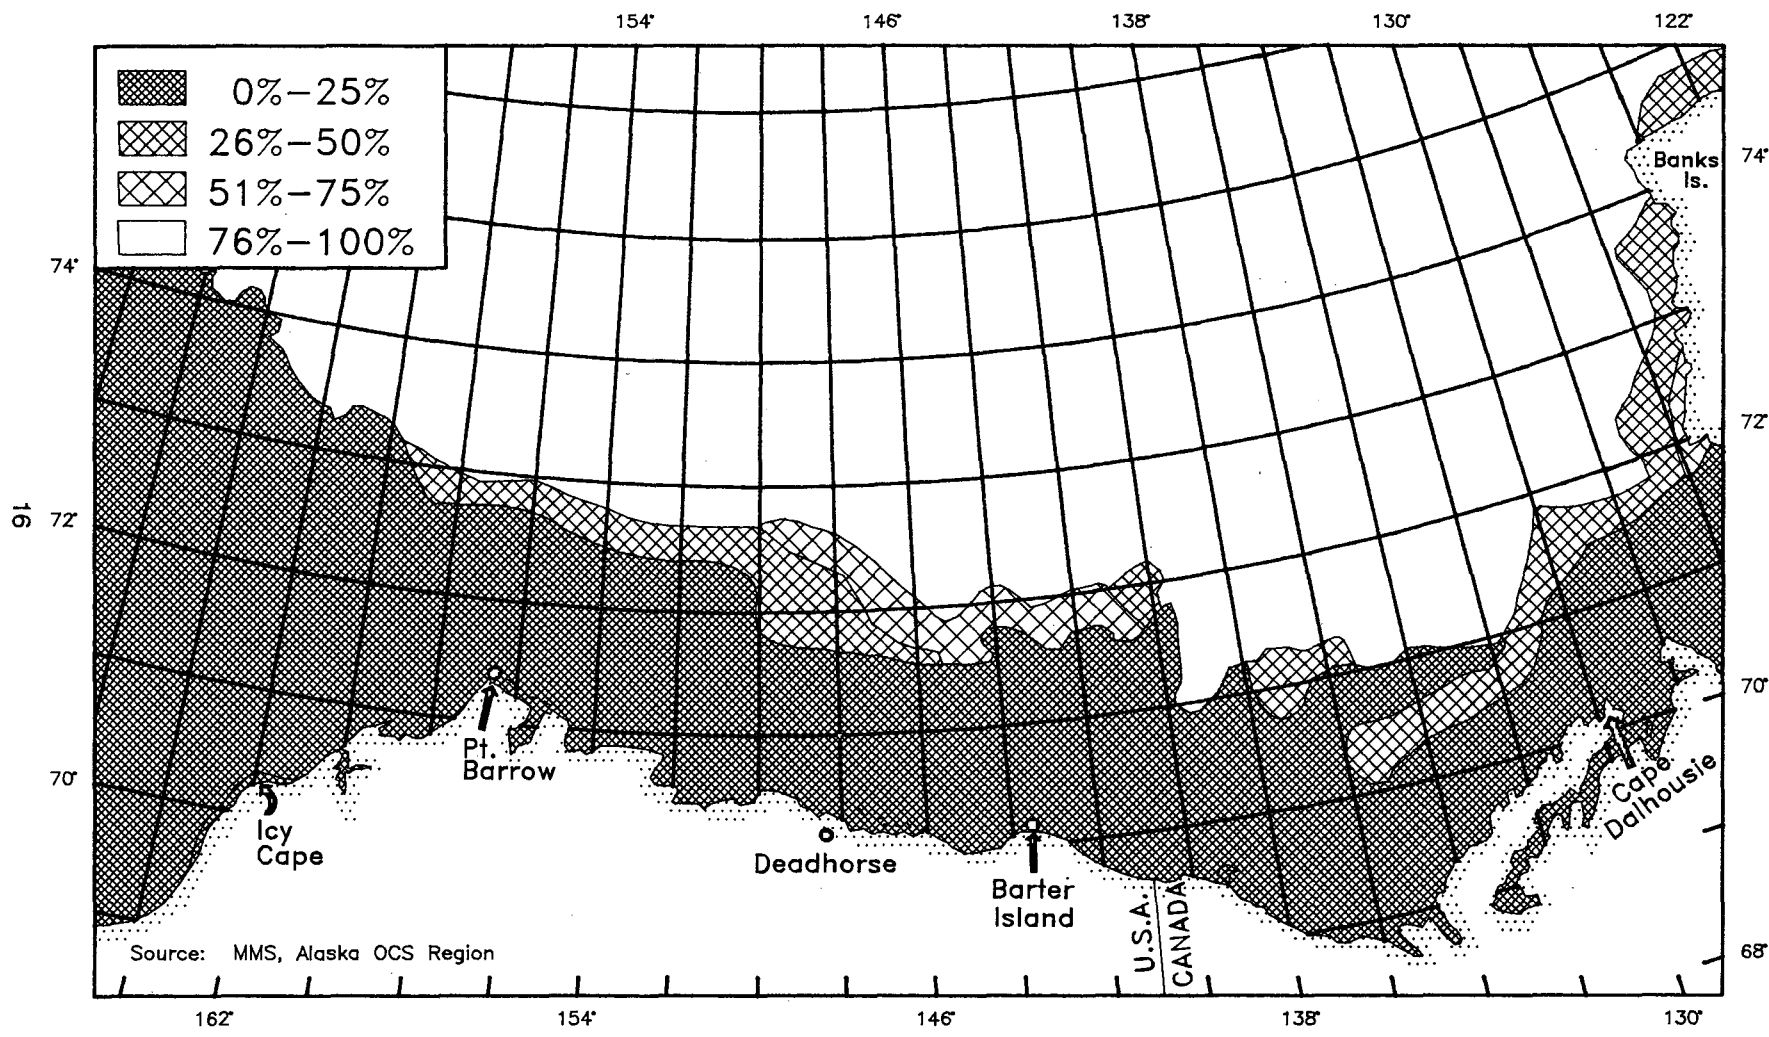 154° 146° 138° 130° 122°
0%-25%
26%-50%
51%-75%
76%-100%
Banks
Is.
74°
74°
72°
72°
16
70°
70°
68°
Pt.
Barrow
Icy
Cape
Deadhorse
Barter
Island
U.S.A.
CANADA
Cape
Dalhousie
Source: MMS, Alaska OCS Region
162° 154° 146° 138° 130°